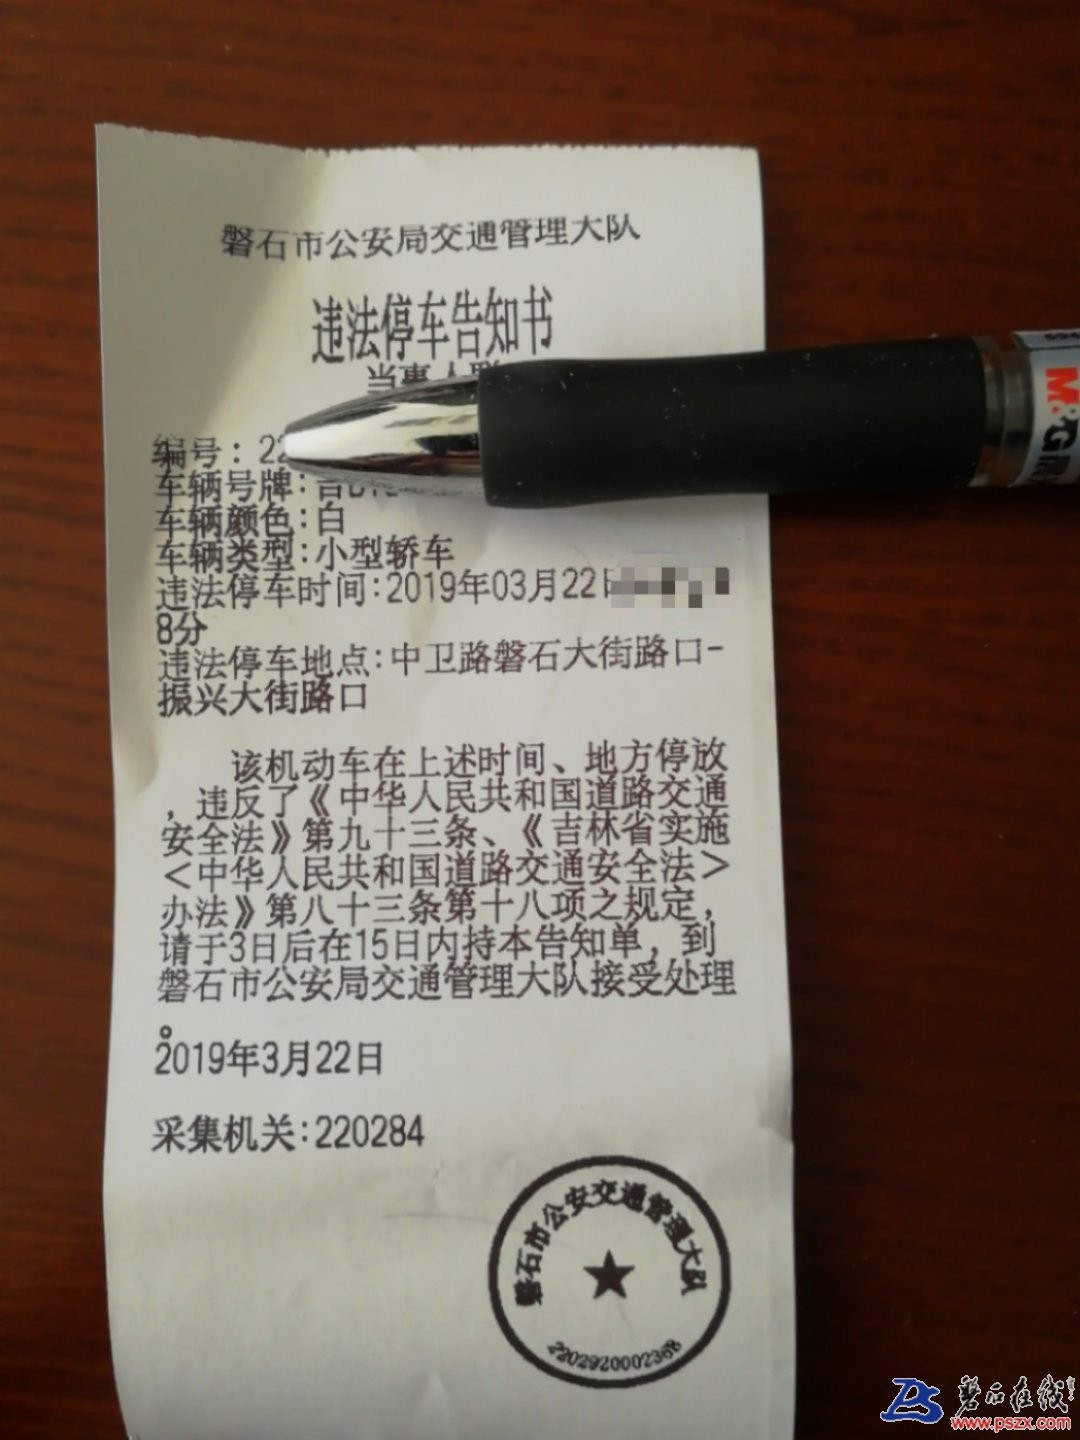 磐石市公安局交通管理大队
违法停车告知书
当事人联
编号：22
车辆号牌:吉B
车辆颜色:白
车辆类型:小型轿车
违法停车时间:2019年03月22日
8分
违法停车地点:中卫路磐石大街路口-
振兴大街路口
该机动车在上述时间、地方停放
，违反了《中华人民共和国道路交通
安全法》第九十三条、《吉林省实施
<中华人民共和国道路交通安全法>
办法》第八十三条第十八项之规定，
请于3日后在15日内持本告知单，到
磐石市公安局交通管理大队接受处理
。
2019年3月22日
采集机关:220284
磐石市公安交通管理大队
2202920002368
M&G
磐石在线
www.pszx.com